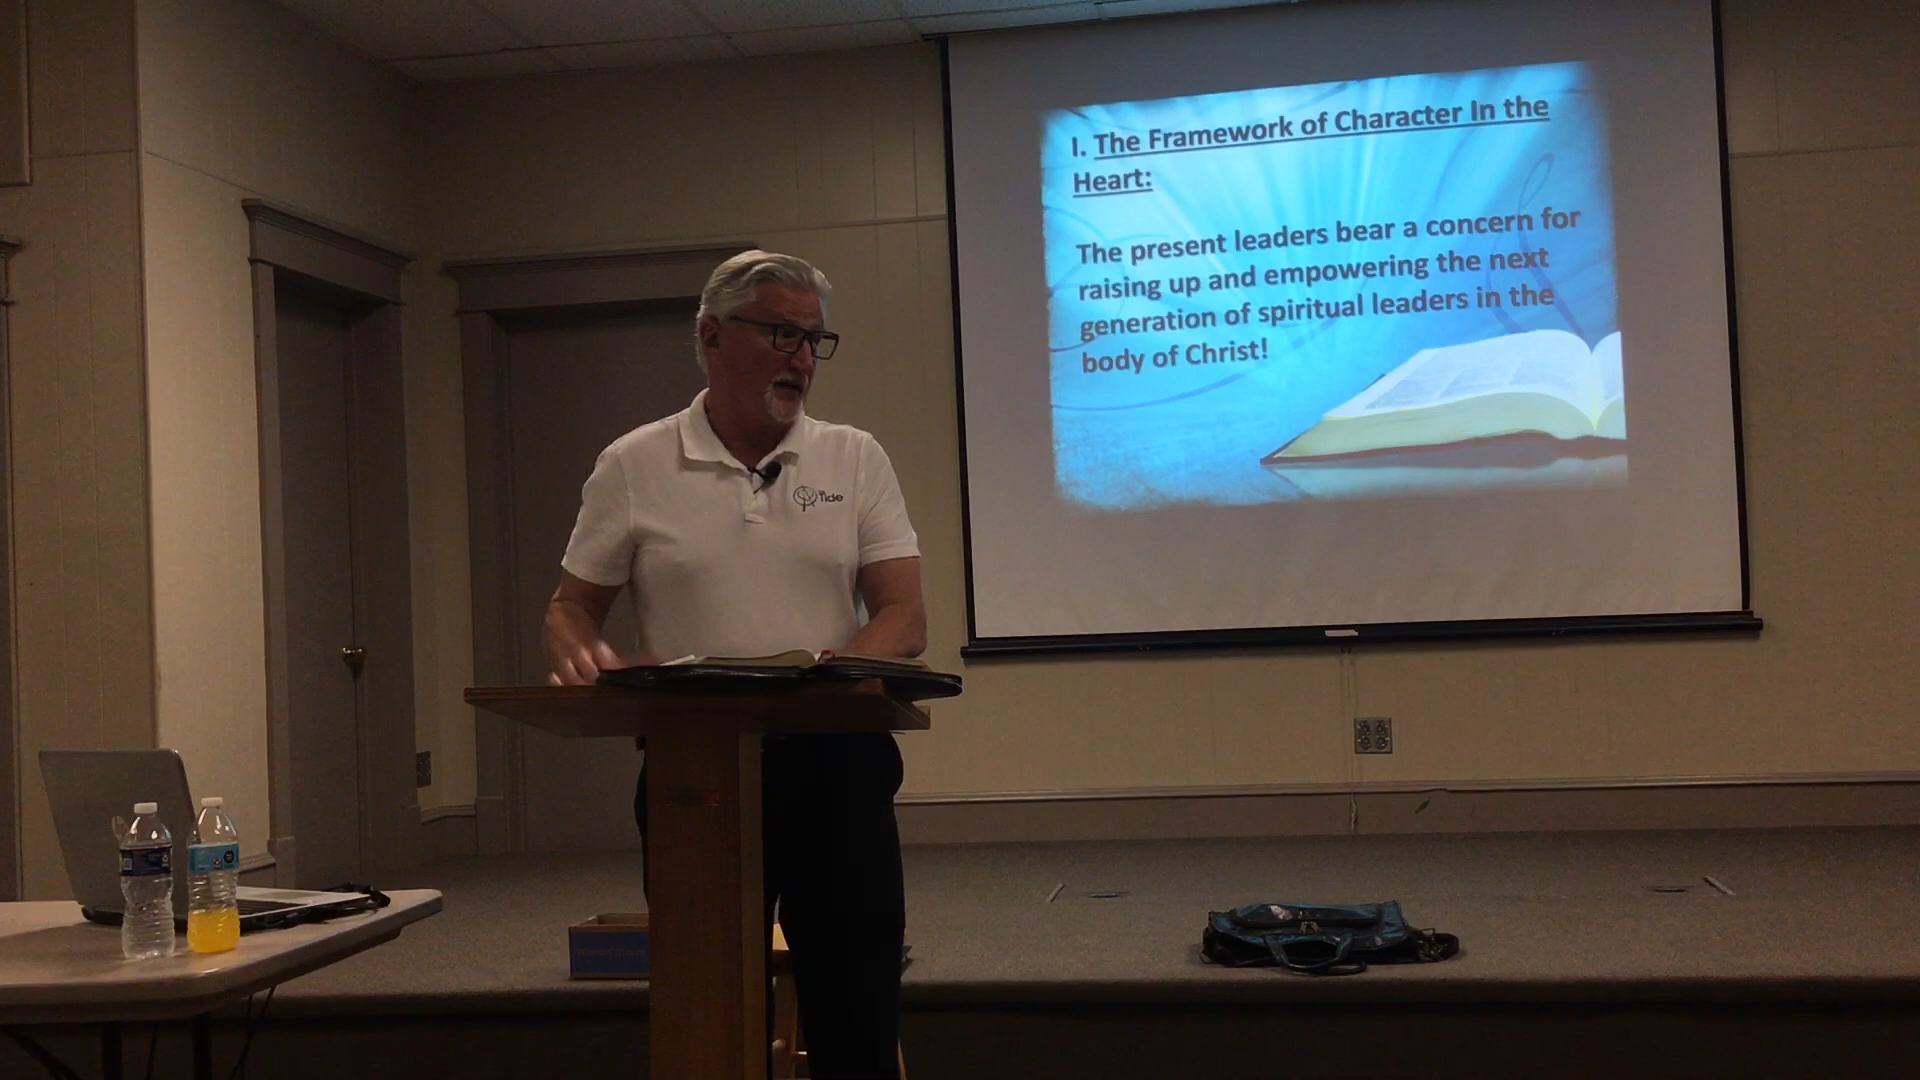 I. The Framework of Character In the
Heart:
The present leaders bear a concern for
raising up and empowering the next
generation of spiritual leaders in the
body of Christ!
Tide